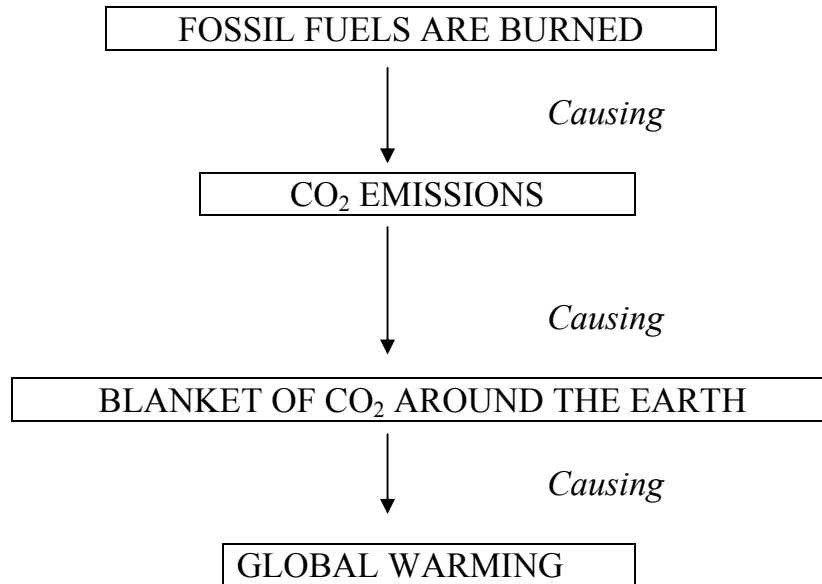 FOSSIL FUELS ARE BURNED
Causing
CO₂ EMISSIONS
Causing
BLANKET OF CO₂ AROUND THE EARTH
Causing
GLOBAL WARMING